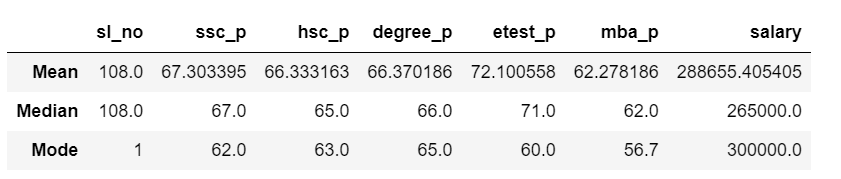 sl_no ssc_p hsc_p degree_p etest_p mba_p salary
Mean 108.0 67.303395 66.333163 66.370186 72.100558 62.278186 288655.405405
Median 108.0 67.0 65.0 66.0 71.0 62.0 265000.0
Mode 1 62.0 63.0 65.0 60.0 56.7 300000.0